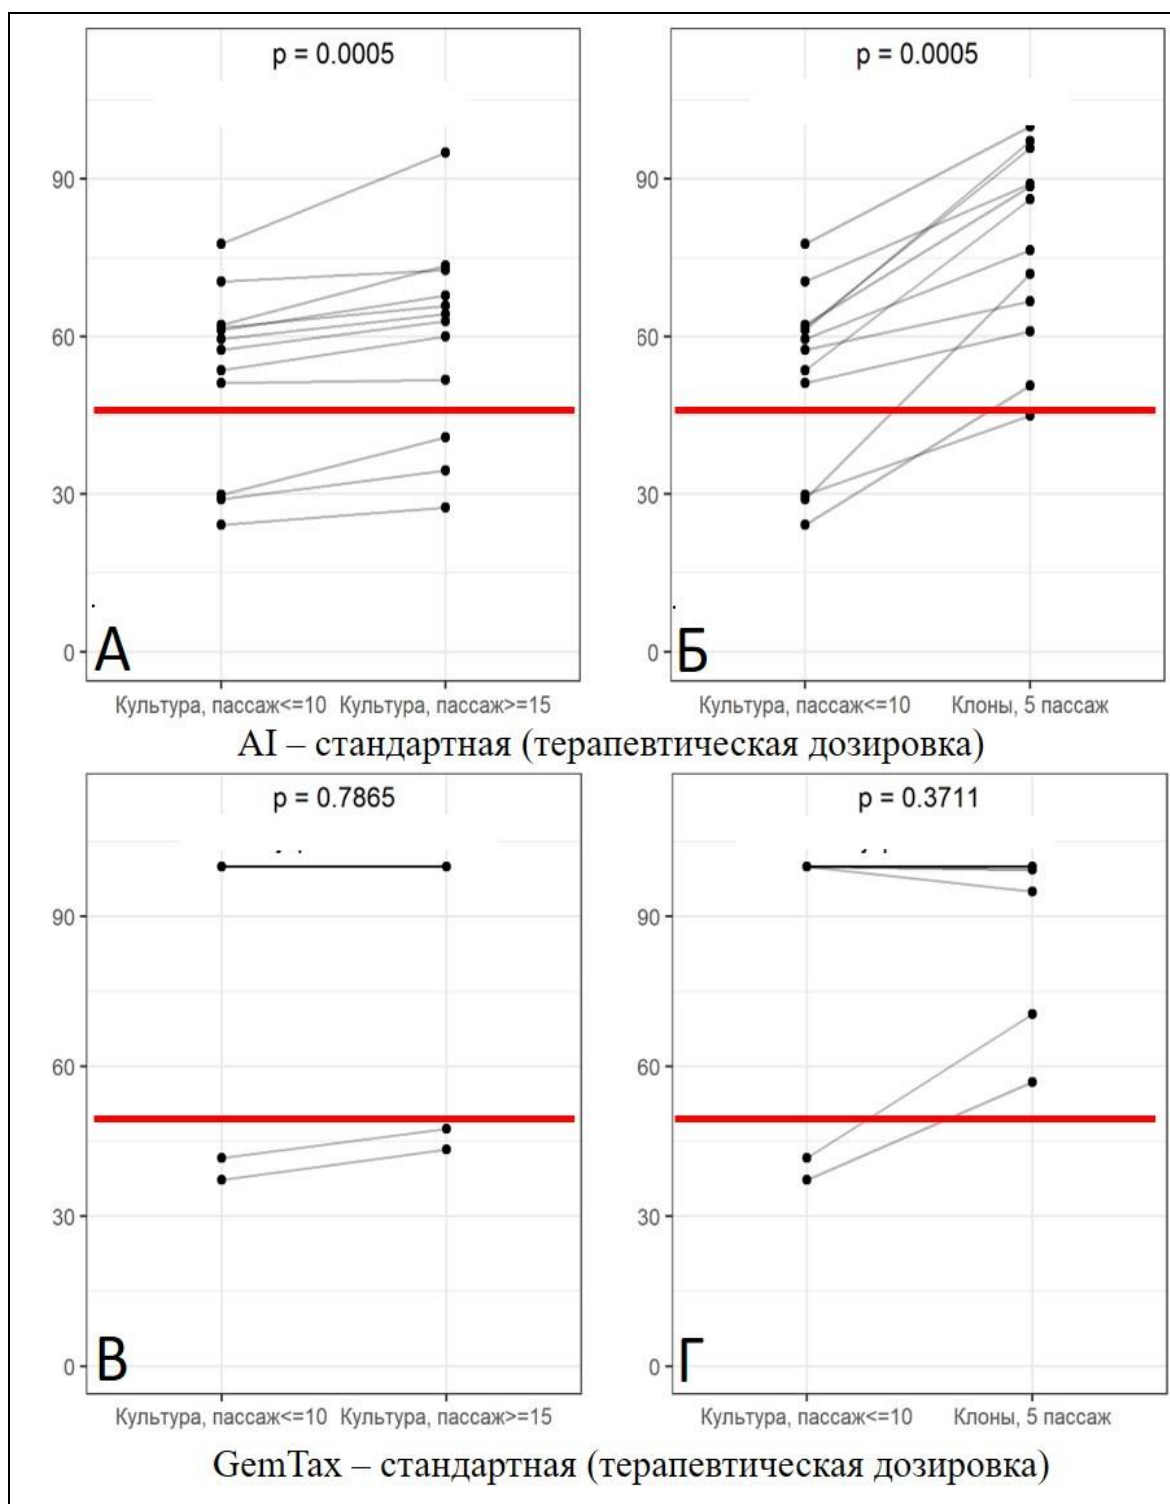 p = 0.0005
p = 0.0005
90
60
30
0
А
90
60
30
0
Б
Культура, пассаж<=10 Культура, пассаж>=15
Культура, пассаж<=10 Клоны, 5 пассаж
AI – стандартная (терапевтическая дозировка)
p = 0.7865
p = 0.3711
90
60
30
0
В
90
60
30
0
Г
Культура, пассаж<=10 Культура, пассаж>=15
Культура, пассаж<=10 Клоны, 5 пассаж
GemTax – стандартная (терапевтическая дозировка)